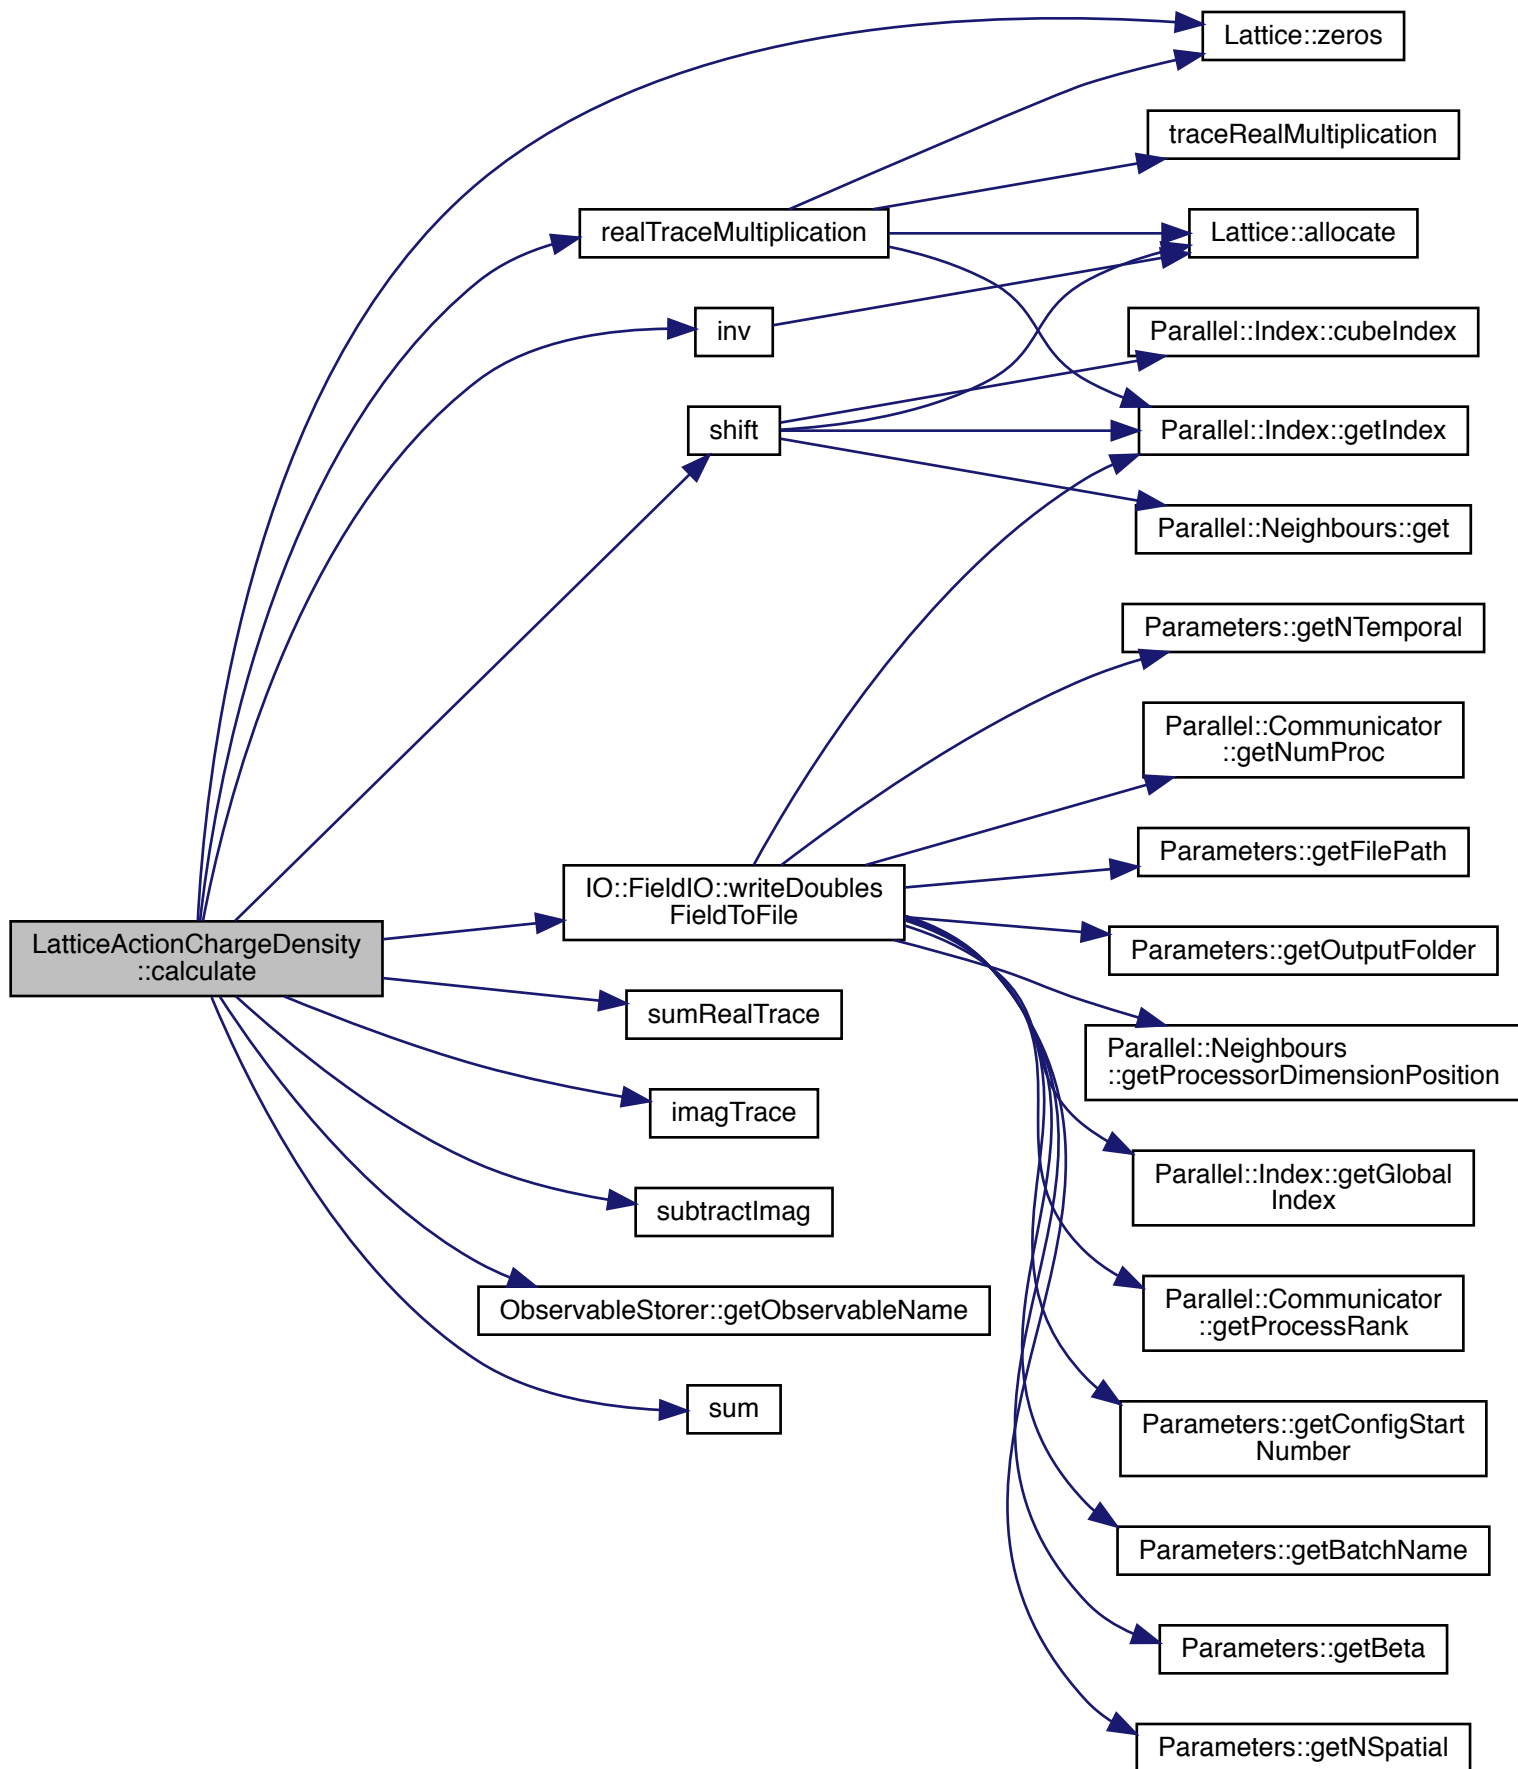 Lattice::zeros
traceRealMultiplication
realTraceMultiplication
Lattice::allocate
inv
Parallel::Index::cubeIndex
shift
Parallel::Index::getIndex
Parallel::Neighbours::get
Parameters::getNTemporal
Parallel::Communicator
::getNumProc
Parameters::getFilePath
IO::FieldIO::writeDoubles
FieldToFile
LatticeActionChargeDensity
::calculate
Parameters::getOutputFolder
sumRealTrace
Parallel::Neighbours
::getProcessorDimensionPosition
imagTrace
Parallel::Index::getGlobal
Index
subtractImag
ObservableStorer::getObservableName
Parallel::Communicator
::getProcessRank
sum
Parameters::getConfigStart
Number
Parameters::getBatchName
Parameters::getBeta
Parameters::getNSpatial